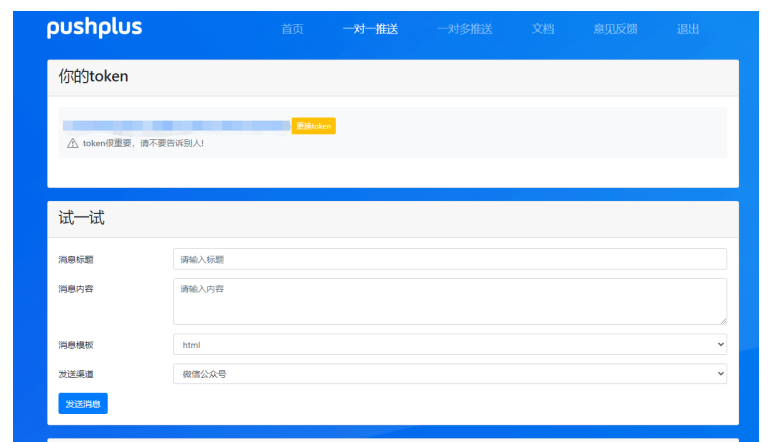 pushplus 首页 一对一推送 一对多推送 文档 意见反馈 退出
你的token
更换token
token很重要，请不要告诉别人!
试一试
消息标题 请输入标题
消息内容 请输入内容
消息模板 html
发送渠道 微信公众号
发送消息